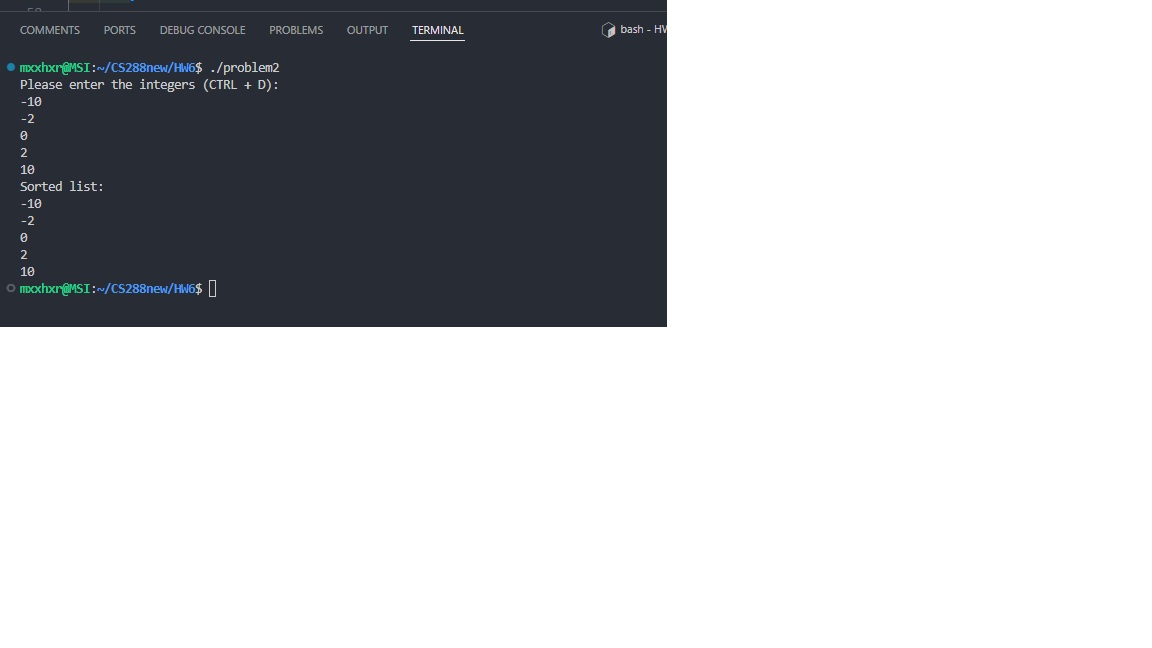 COMMENTS PORTS DEBUG CONSOLE PROBLEMS OUTPUT TERMINAL bash - HW
mxxhxr@MSI:~/CS288new/HW6$ ./problem2
Please enter the integers (CTRL + D):
-10
-2
0
2
10
Sorted list:
-10
-2
0
2
10
mxxhxr@MSI:~/CS288new/HW6$